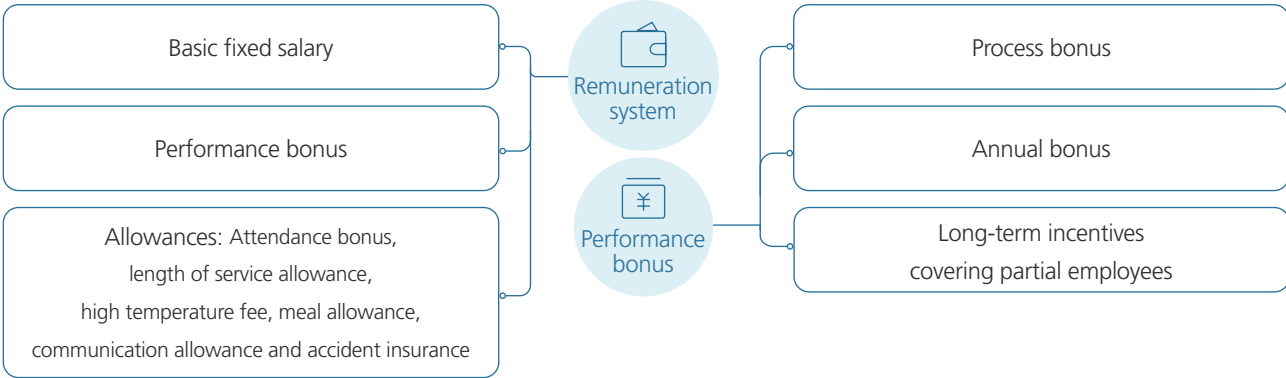 Basic fixed salary
Performance bonus
Allowances: Attendance bonus,
length of service allowance,
high temperature fee, meal allowance,
communication allowance and accident insurance
Remuneration
system
¥
Performance
bonus
Process bonus
Annual bonus
Long-term incentives
covering partial employees